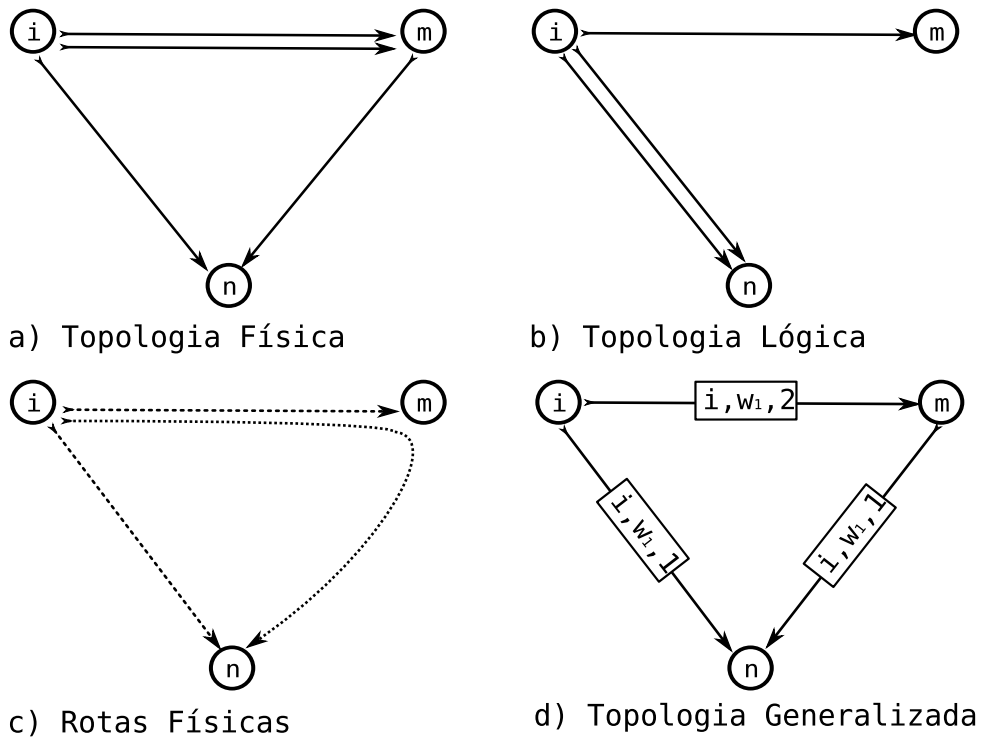 i
m
n
a) Topologia Física
i
m
n
b) Topologia Lógica
i
m
n
c) Rotas Físicas
i
i,w₁,2
m
i,w₁,1
i,w₁,1
n
d) Topologia Generalizada